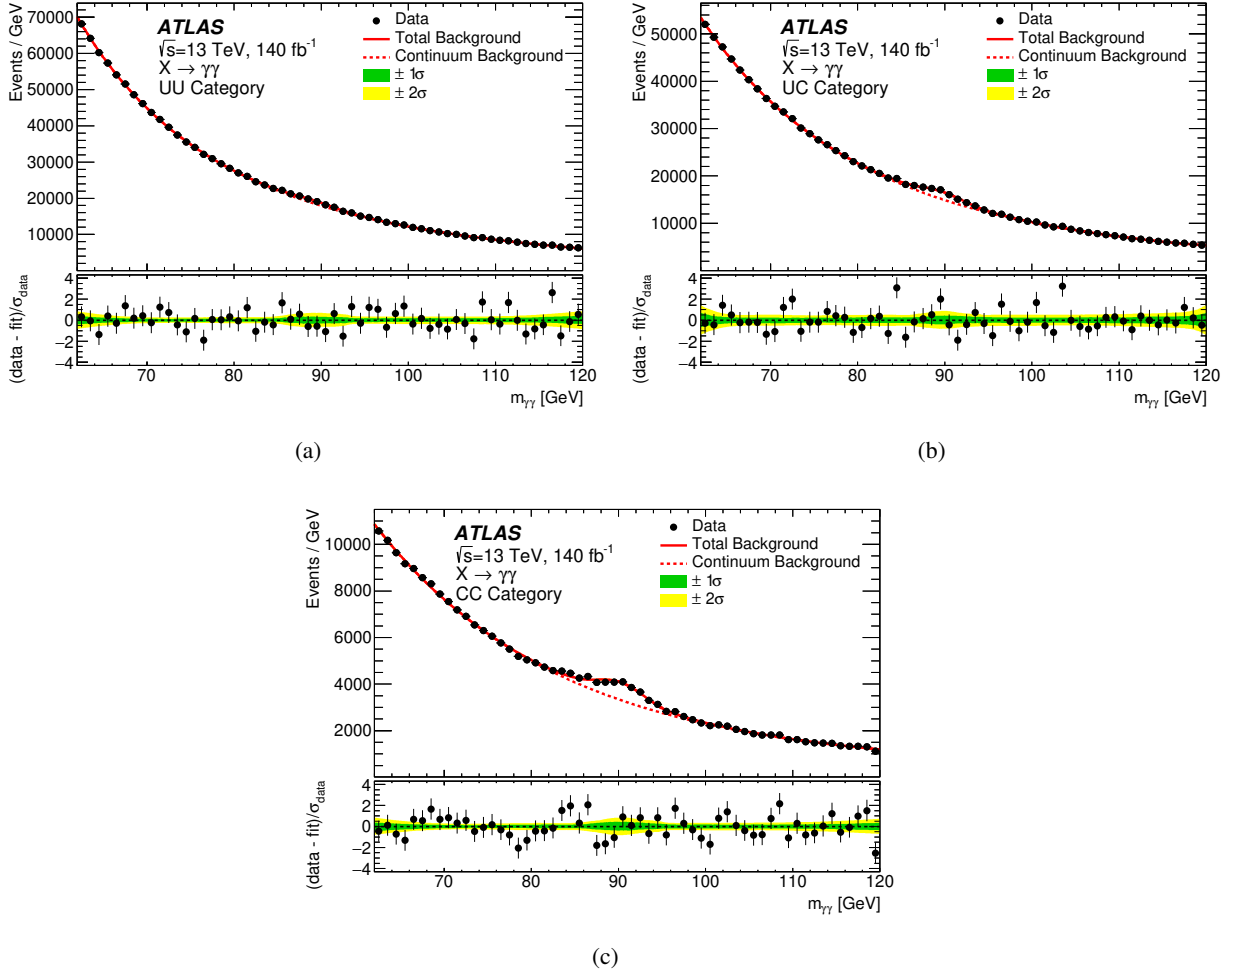 Events / GeV
70000
60000
50000
40000
30000
20000
10000
ATLAS
√s=13 TeV, 140 fb⁻¹
X → γγ
UU Category
Data
Total Background
Continuum Background
± 1σ
± 2σ
(data - fit)/σdata
4
2
0
−2
−4
70 80 90 100 110 120
mγγ [GeV]
(a)
Events / GeV
50000
40000
30000
20000
10000
ATLAS
√s=13 TeV, 140 fb⁻¹
X → γγ
UC Category
Data
Total Background
Continuum Background
± 1σ
± 2σ
(data - fit)/σdata
4
2
0
−2
−4
70 80 90 100 110 120
mγγ [GeV]
(b)
Events / GeV
10000
8000
6000
4000
2000
ATLAS
√s=13 TeV, 140 fb⁻¹
X → γγ
CC Category
Data
Total Background
Continuum Background
± 1σ
± 2σ
(data - fit)/σdata
4
2
0
−2
−4
70 80 90 100 110 120
mγγ [GeV]
(c)